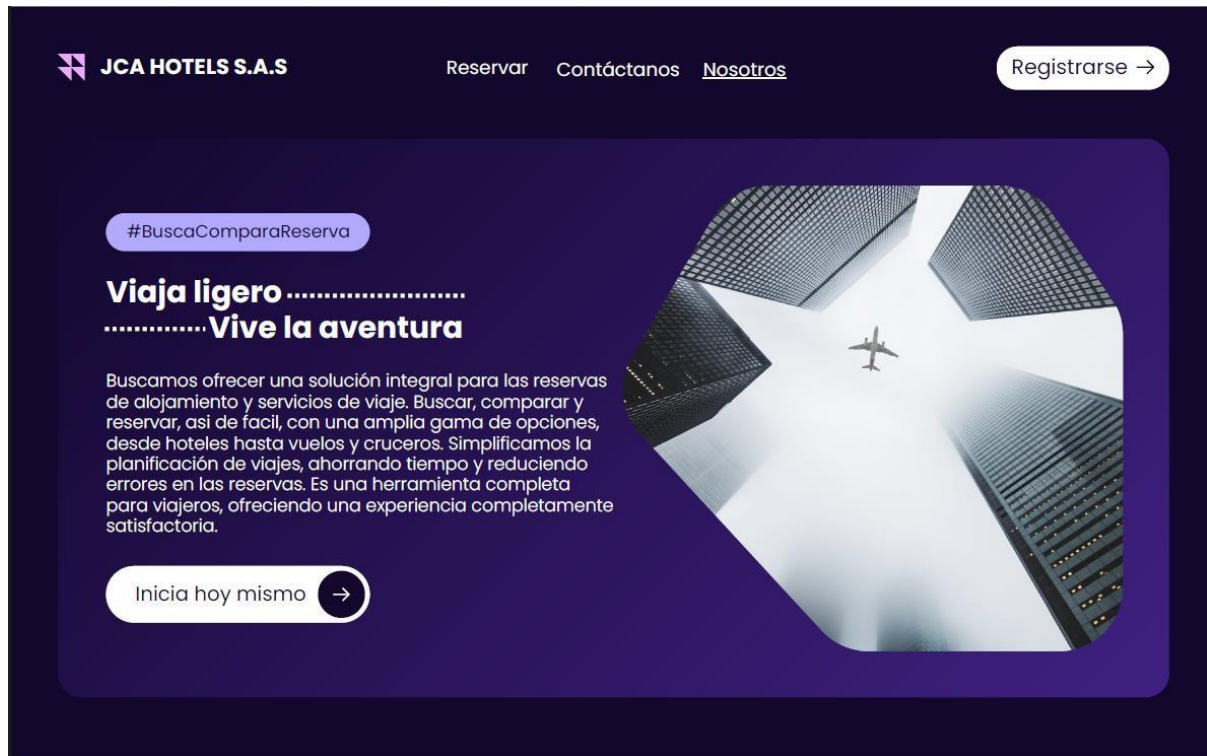 JCA HOTELS S.A.S
Reservar
Contáctanos
Nosotros
Registrarse →
#BuscaComparaReserva
Viaja ligero
Vive la aventura
Buscamos ofrecer una solución integral para las reservas
de alojamiento y servicios de viaje. Buscar, comparar y
reservar, asi de facil, con una amplia gama de opciones,
desde hoteles hasta vuelos y cruceros. Simplificamos la
planificación de viajes, ahorrando tiempo y reduciendo
errores en las reservas. Es una herramienta completa
para viajeros, ofreciendo una experiencia completamente
satisfactoria.
Inicia hoy mismo →